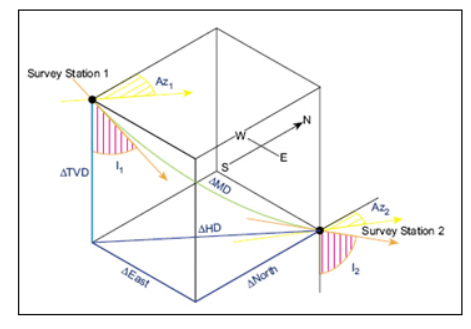 Survey Station 1
Az1
N
W
E
S
I1
ΔTVD
ΔMD
ΔHD
Az2
Survey Station 2
I2
ΔEast
ΔNorth